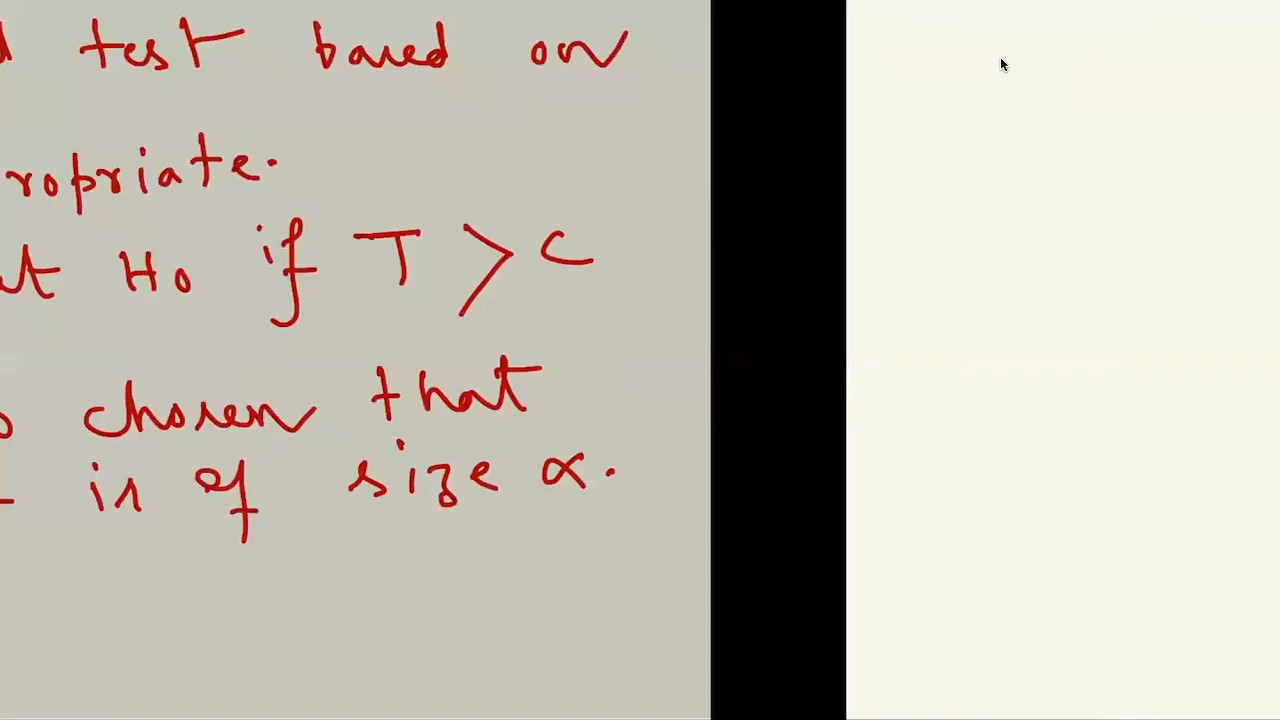 test based on
ropriate.
Ho if T > c
chosen that
is of size α.